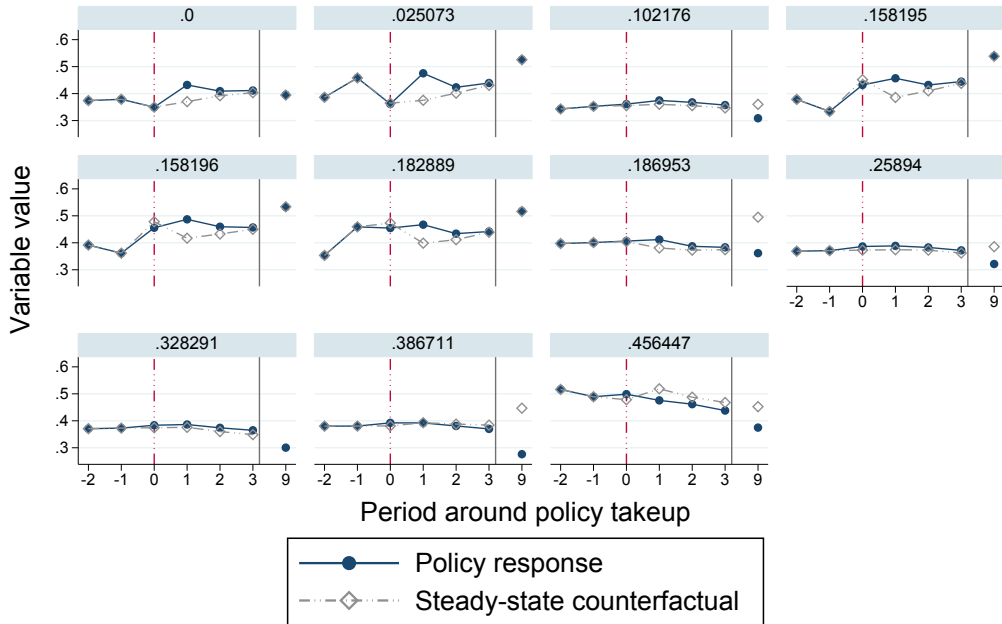 .0 .025073 .102176 .158195
.6
.5
.4
.3
.158196 .182889 .186953 .25894
.6
.5
.4
.3
-2 -1 0 1 2 3 9
.328291 .386711 .456447
.6
.5
.4
.3
-2 -1 0 1 2 3 9 -2 -1 0 1 2 3 9 -2 -1 0 1 2 3 9
Variable value
Period around policy takeup
Policy response
Steady-state counterfactual